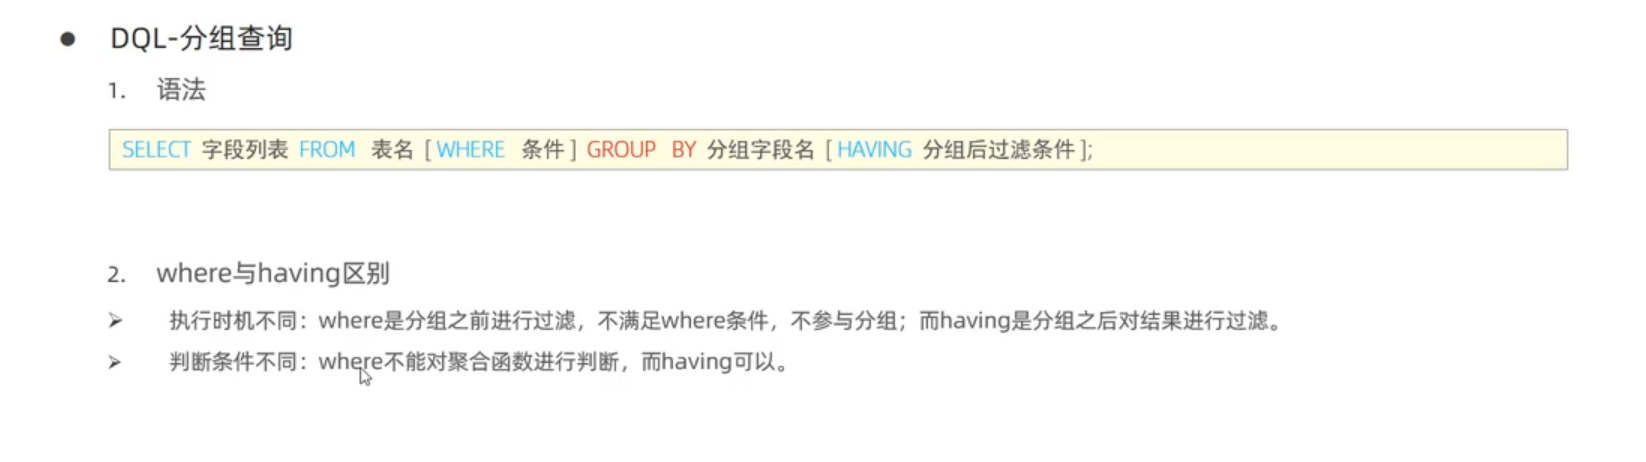 ● DQL-分组查询
1. 语法
SELECT 字段列表 FROM 表名 [ WHERE 条件 ] GROUP BY 分组字段名 [ HAVING 分组后过滤条件 ];
2. where与having区别
➢ 执行时机不同：where是分组之前进行过滤，不满足where条件，不参与分组；而having是分组之后对结果进行过滤。
➢ 判断条件不同：where不能对聚合函数进行判断，而having可以。